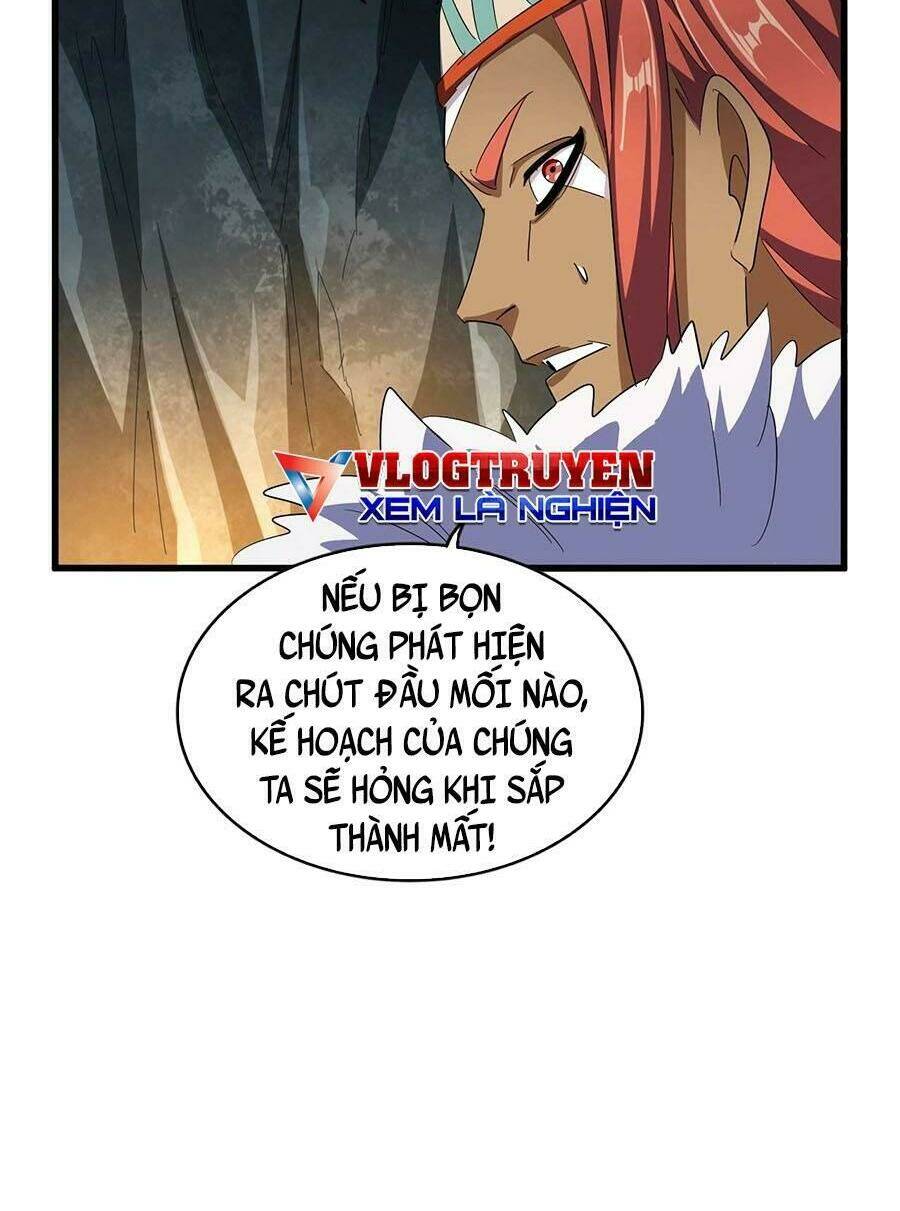 VLOGTRUYEN
XEM LÀ NGHIỆN
NẾU BỊ BỌN
CHÚNG PHÁT HIỆN
RA CHÚT ĐẦU MỐI NÀO,
KẾ HOẠCH CỦA CHÚNG
TA SẼ HỎNG KHI SẮP
THÀNH MẤT!